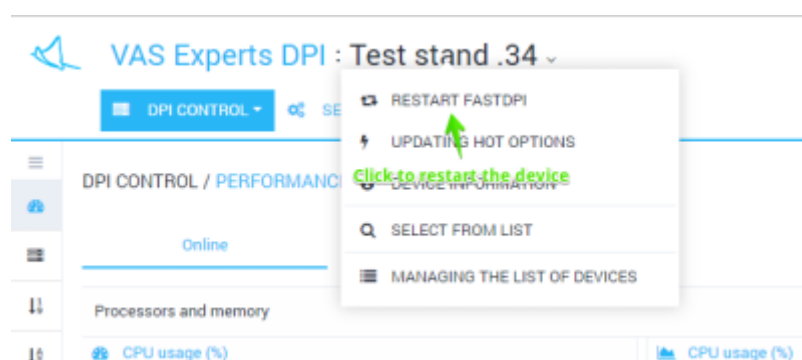 VAS Experts DPI : Test stand .34
DPI CONTROL
SE
RESTART FASTDPI
UPDATING HOT OPTIONS
Click to restart the device
DEVICE INFORMATION
SELECT FROM LIST
MANAGING THE LIST OF DEVICES
DPI CONTROL / PERFORMANC
Online
Processors and memory
CPU usage (%)
CPU usage (%)